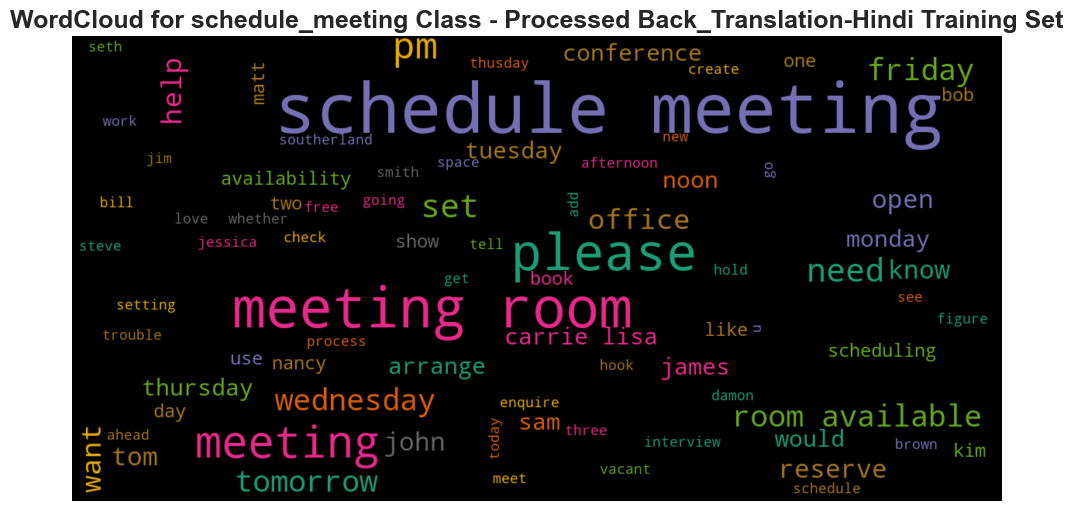 WordCloud for schedule_meeting Class - Processed Back_Translation-Hindi Training Set
seth
pm
conference
thusday
one
create
friday
help
matt
schedule meeting
bob
work
southerland
new
tuesday
jim
space
afternoon
go
smith
availability
noon
bill
two
free
going
set
add
office
open
love
whether
steve
jessica
check
show
tell
please
monday
get
book
hold
need
know
setting
meeting room
see
figure
trouble
process
carrie lisa
like
u
scheduling
use
nancy
arrange
hook
james
thursday
wednesday
damon
day
enquire
room available
want
ahead
meeting
john
today
sam
three
interview
would
brown
kim
tom
tomorrow
meet
vacant
reserve
schedule